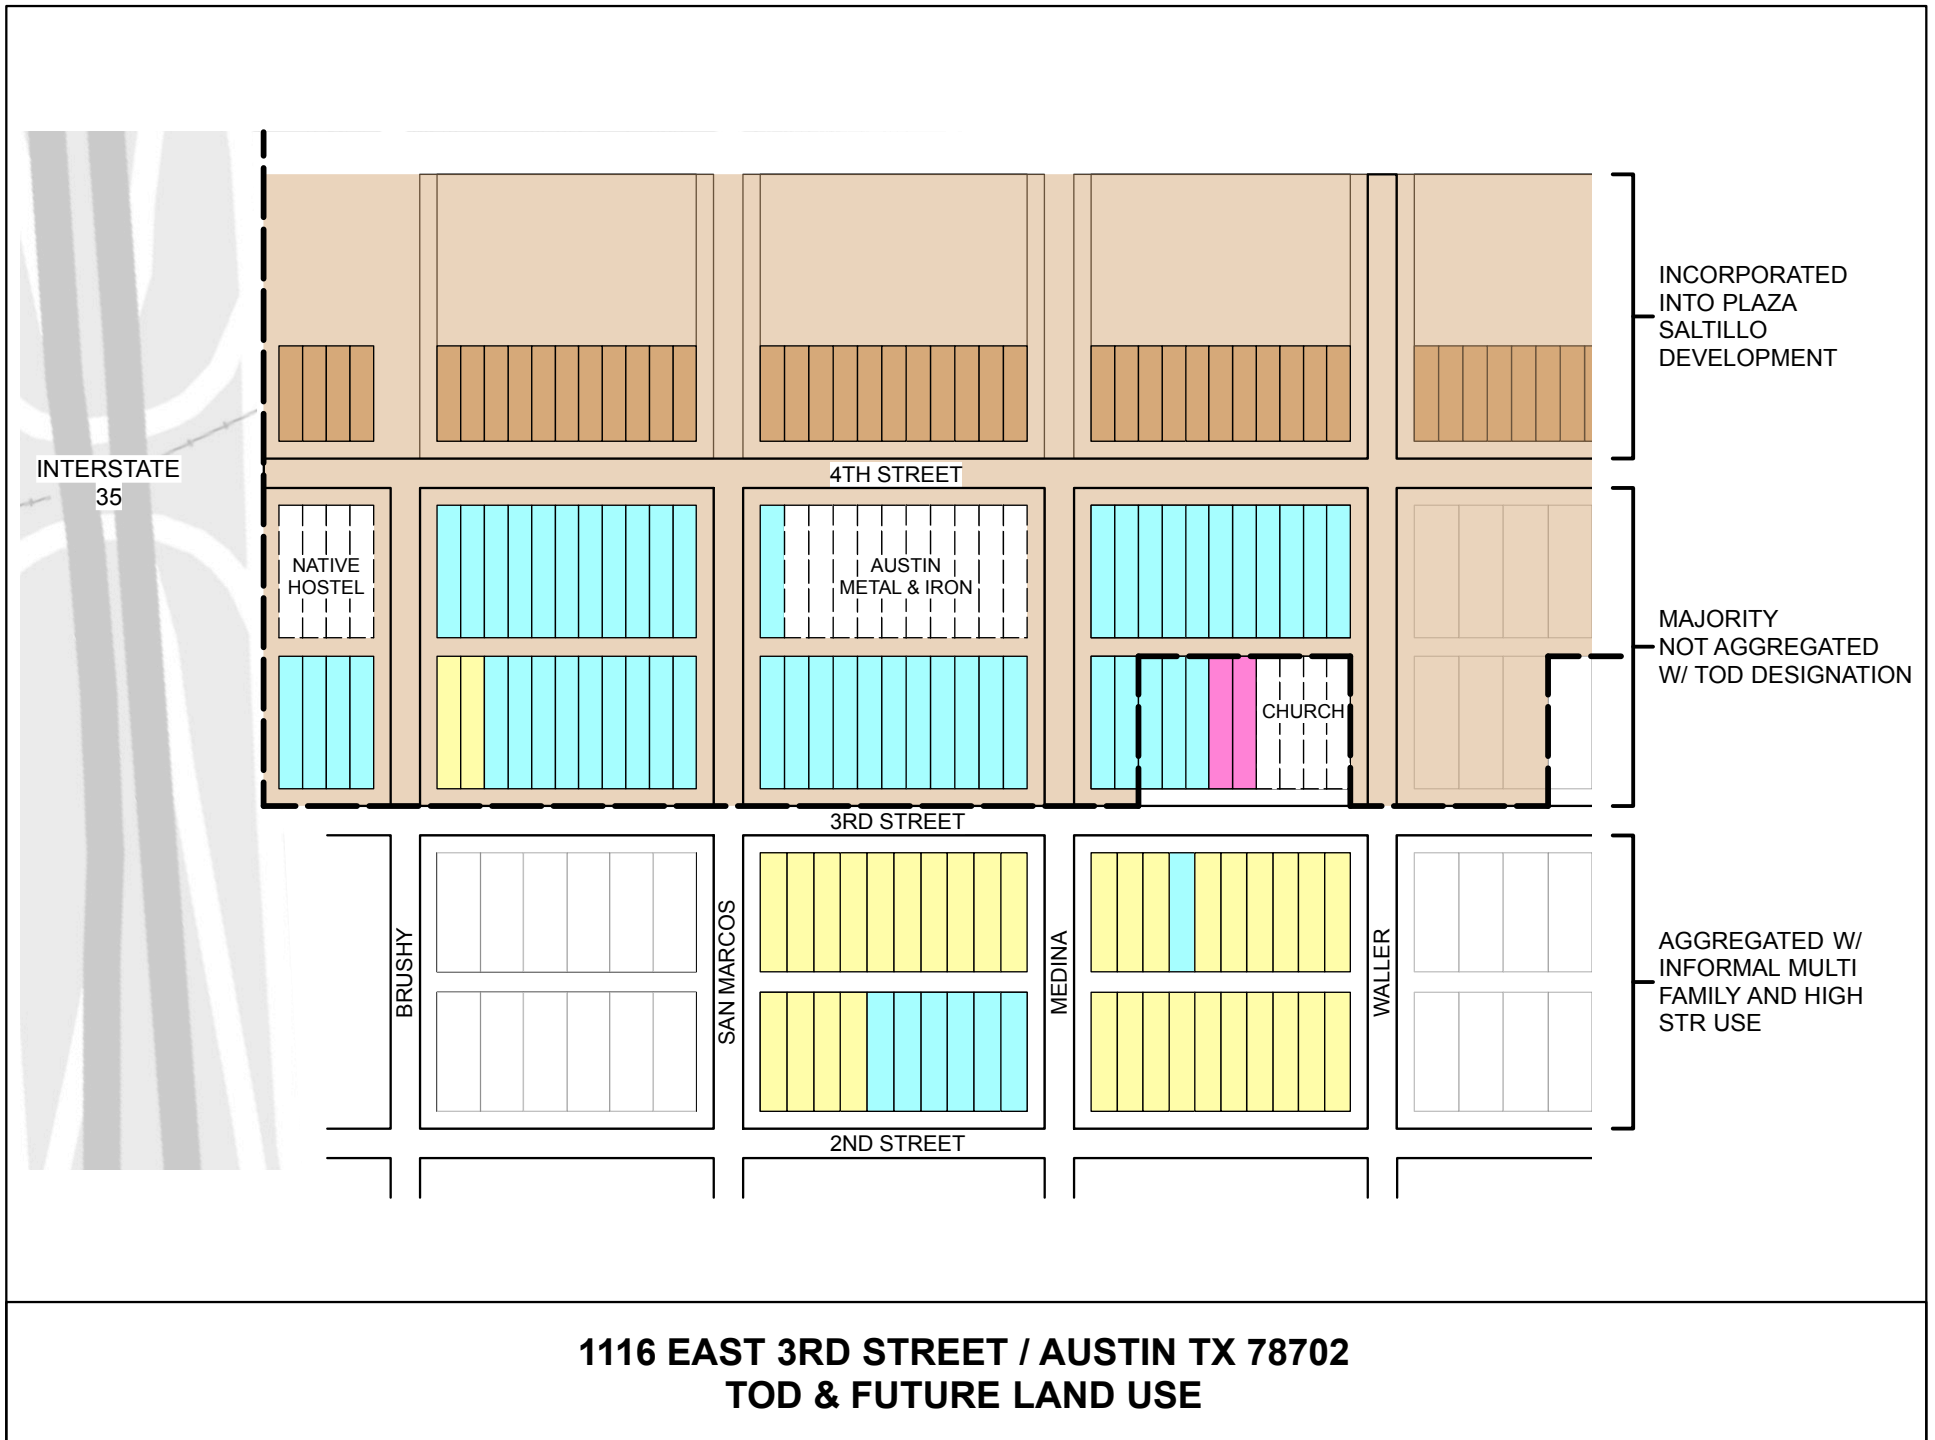 INCORPORATED
INTO PLAZA
SALTILLO
DEVELOPMENT
INTERSTATE
35
4TH STREET
NATIVE
HOSTEL
AUSTIN
METAL & IRON
MAJORITY
NOT AGGREGATED
W/ TOD DESIGNATION
CHURCH
3RD STREET
BRUSHY
SAN MARCOS
MEDINA
WALLER
AGGREGATED W/
INFORMAL MULTI
FAMILY AND HIGH
STR USE
2ND STREET
1116 EAST 3RD STREET / AUSTIN TX 78702
TOD & FUTURE LAND USE